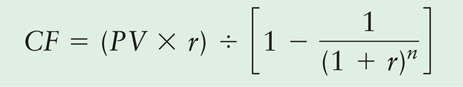 CF = (PV × r) ÷ [1 − 1/(1 + r)ⁿ]